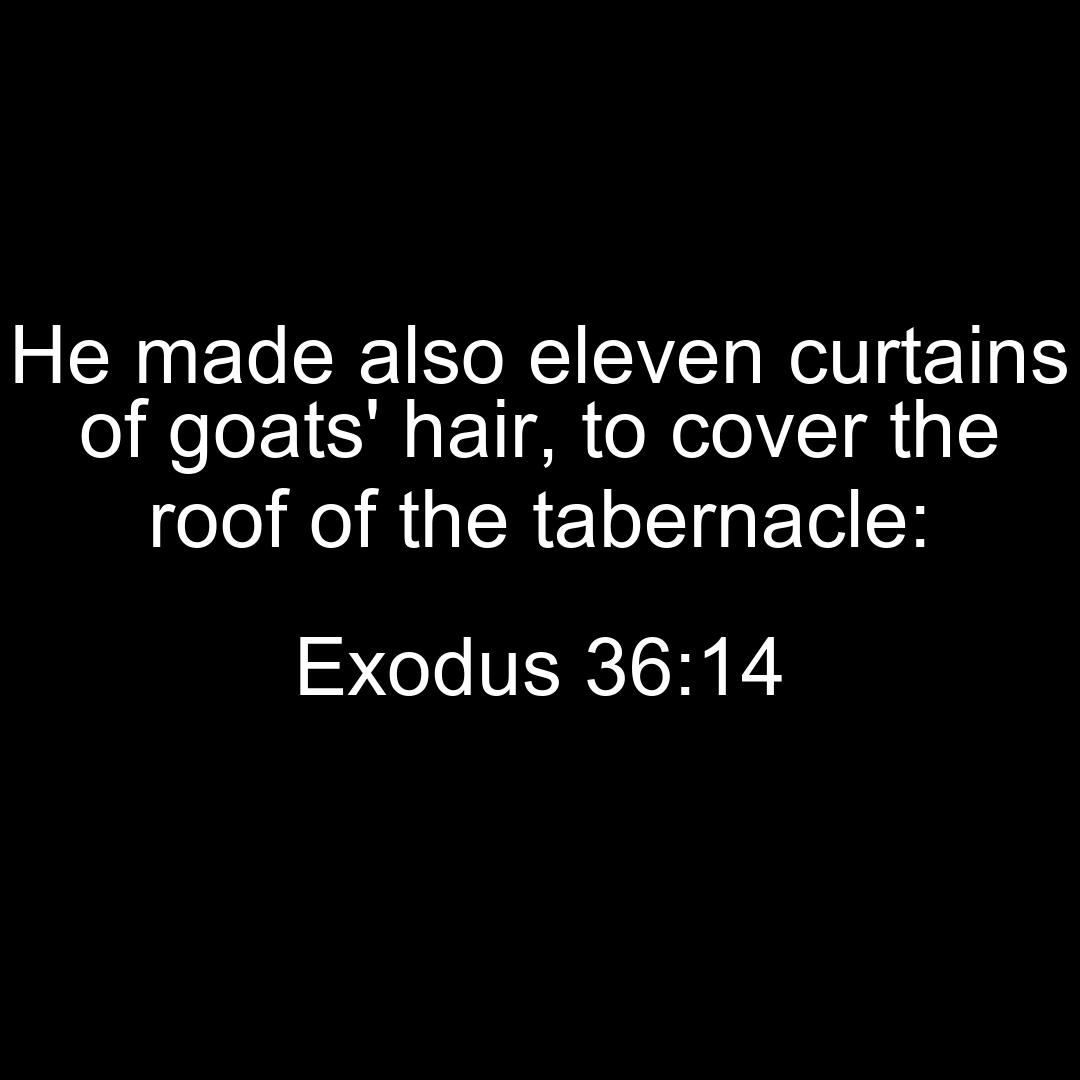 He made also eleven curtains
of goats' hair, to cover the
roof of the tabernacle:
Exodus 36:14